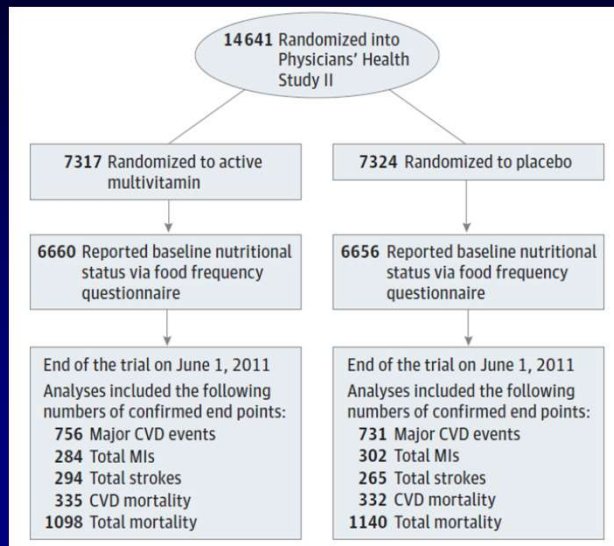 14641 Randomized into
Physicians' Health
Study II
7317 Randomized to active
multivitamin
7324 Randomized to placebo
6660 Reported baseline nutritional
status via food frequency
questionnaire
6656 Reported baseline nutritional
status via food frequency
questionnaire
End of the trial on June 1, 2011
Analyses included the following
numbers of confirmed end points:
756 Major CVD events
284 Total MIs
294 Total strokes
335 CVD mortality
1098 Total mortality
End of the trial on June 1, 2011
Analyses included the following
numbers of confirmed end points:
731 Major CVD events
302 Total MIs
265 Total strokes
332 CVD mortality
1140 Total mortality